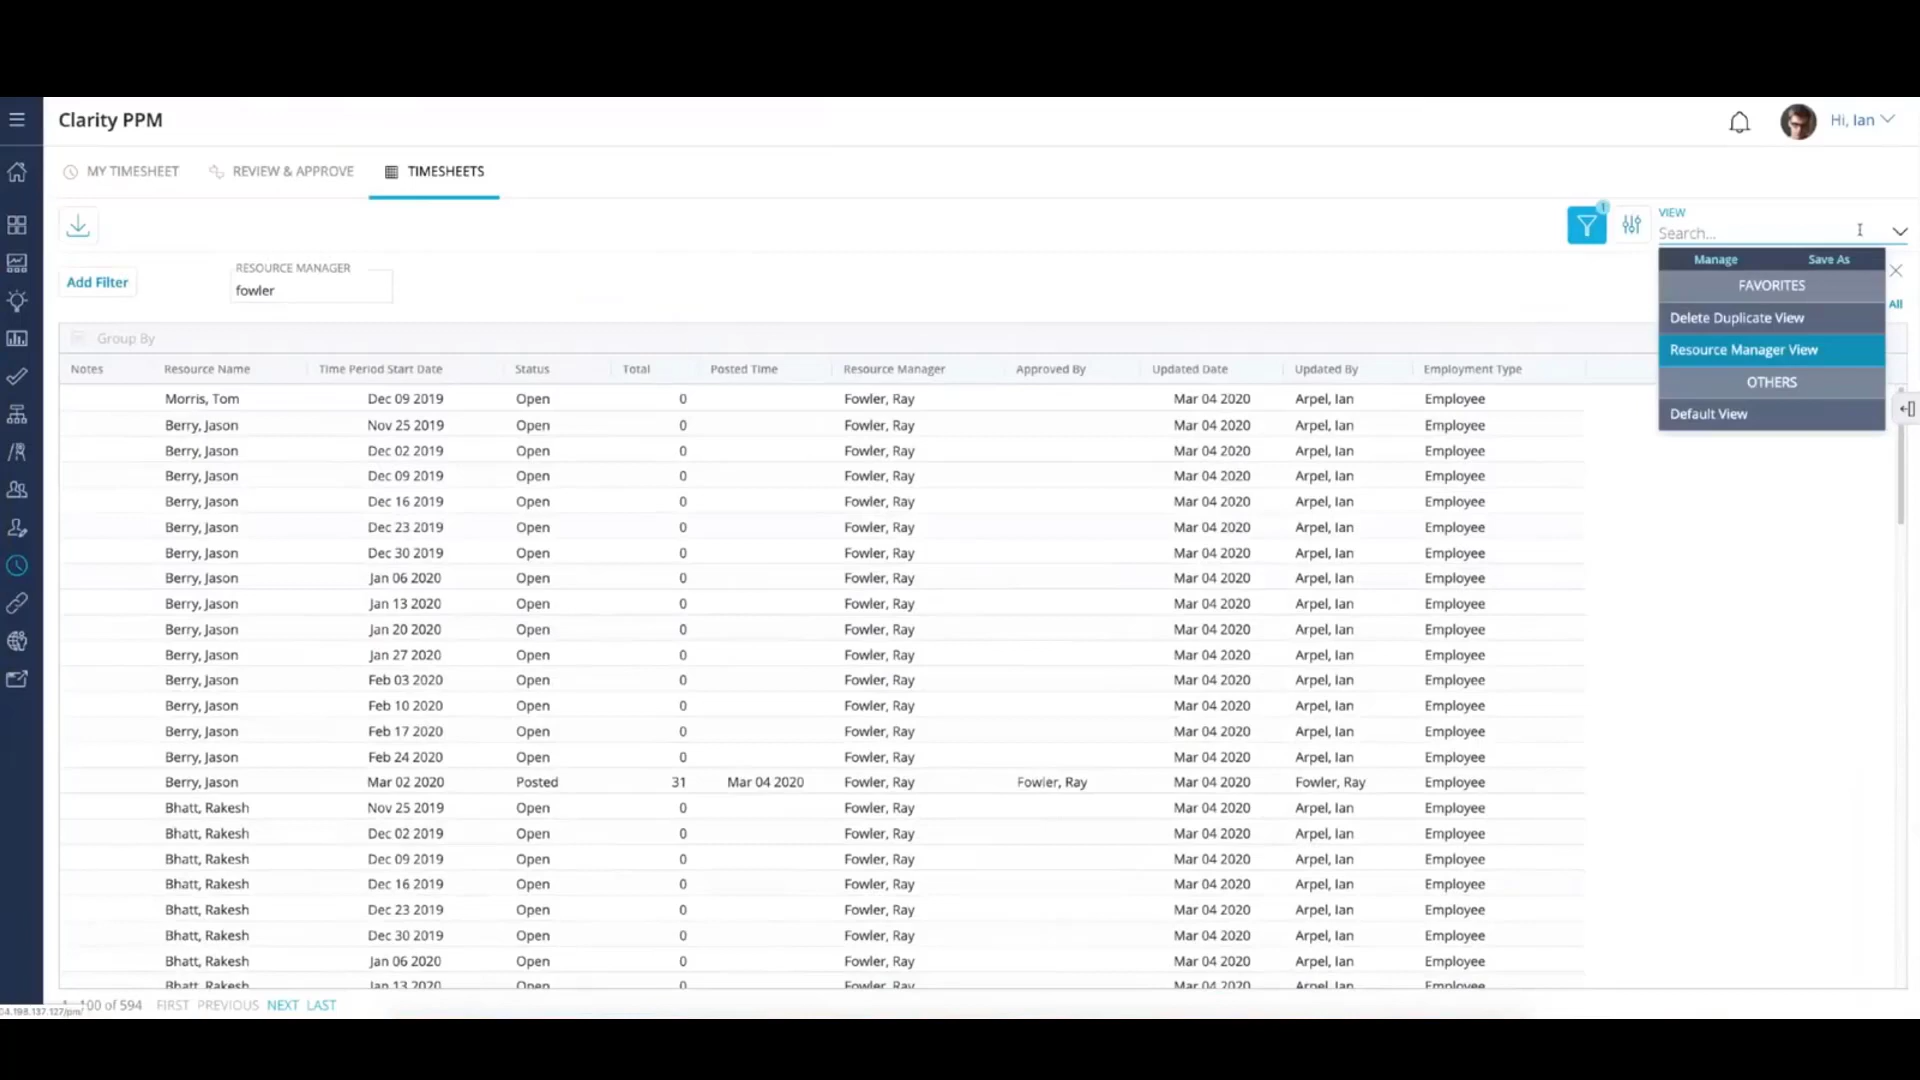 Clarity PPM
Hi, Ian
MY TIMESHEET REVIEW & APPROVE TIMESHEETS
1
VIEW
Search...
Manage Save As
FAVORITES
Delete Duplicate View
Resource Manager View
OTHERS
Default View
All
Add Filter
RESOURCE MANAGER
fowler
Group By
Notes Resource Name Time Period Start Date Status Total Posted Time Resource Manager Approved By Updated Date Updated By Employment Type
Morris, Tom Dec 09 2019 Open 0 Fowler, Ray Mar 04 2020 Arpel, Ian Employee
Berry, Jason Nov 25 2019 Open 0 Fowler, Ray Mar 04 2020 Arpel, Ian Employee
Berry, Jason Dec 02 2019 Open 0 Fowler, Ray Mar 04 2020 Arpel, Ian Employee
Berry, Jason Dec 09 2019 Open 0 Fowler, Ray Mar 04 2020 Arpel, Ian Employee
Berry, Jason Dec 16 2019 Open 0 Fowler, Ray Mar 04 2020 Arpel, Ian Employee
Berry, Jason Dec 23 2019 Open 0 Fowler, Ray Mar 04 2020 Arpel, Ian Employee
Berry, Jason Dec 30 2019 Open 0 Fowler, Ray Mar 04 2020 Arpel, Ian Employee
Berry, Jason Jan 06 2020 Open 0 Fowler, Ray Mar 04 2020 Arpel, Ian Employee
Berry, Jason Jan 13 2020 Open 0 Fowler, Ray Mar 04 2020 Arpel, Ian Employee
Berry, Jason Jan 20 2020 Open 0 Fowler, Ray Mar 04 2020 Arpel, Ian Employee
Berry, Jason Jan 27 2020 Open 0 Fowler, Ray Mar 04 2020 Arpel, Ian Employee
Berry, Jason Feb 03 2020 Open 0 Fowler, Ray Mar 04 2020 Arpel, Ian Employee
Berry, Jason Feb 10 2020 Open 0 Fowler, Ray Mar 04 2020 Arpel, Ian Employee
Berry, Jason Feb 17 2020 Open 0 Fowler, Ray Mar 04 2020 Arpel, Ian Employee
Berry, Jason Feb 24 2020 Open 0 Fowler, Ray Mar 04 2020 Arpel, Ian Employee
Berry, Jason Mar 02 2020 Posted 31 Mar 04 2020 Fowler, Ray Fowler, Ray Mar 04 2020 Fowler, Ray Employee
Bhatt, Rakesh Nov 25 2019 Open 0 Fowler, Ray Mar 04 2020 Arpel, Ian Employee
Bhatt, Rakesh Dec 02 2019 Open 0 Fowler, Ray Mar 04 2020 Arpel, Ian Employee
Bhatt, Rakesh Dec 09 2019 Open 0 Fowler, Ray Mar 04 2020 Arpel, Ian Employee
Bhatt, Rakesh Dec 16 2019 Open 0 Fowler, Ray Mar 04 2020 Arpel, Ian Employee
Bhatt, Rakesh Dec 23 2019 Open 0 Fowler, Ray Mar 04 2020 Arpel, Ian Employee
Bhatt, Rakesh Dec 30 2019 Open 0 Fowler, Ray Mar 04 2020 Arpel, Ian Employee
Bhatt, Rakesh Jan 06 2020 Open 0 Fowler, Ray Mar 04 2020 Arpel, Ian Employee
Bhatt, Rakesh Jan 13 2020 Open 0 Fowler, Ray Mar 04 2020 Arpel, Ian Employee
100 of 594 FIRST PREVIOUS NEXT LAST
04.198.137.127/pm/